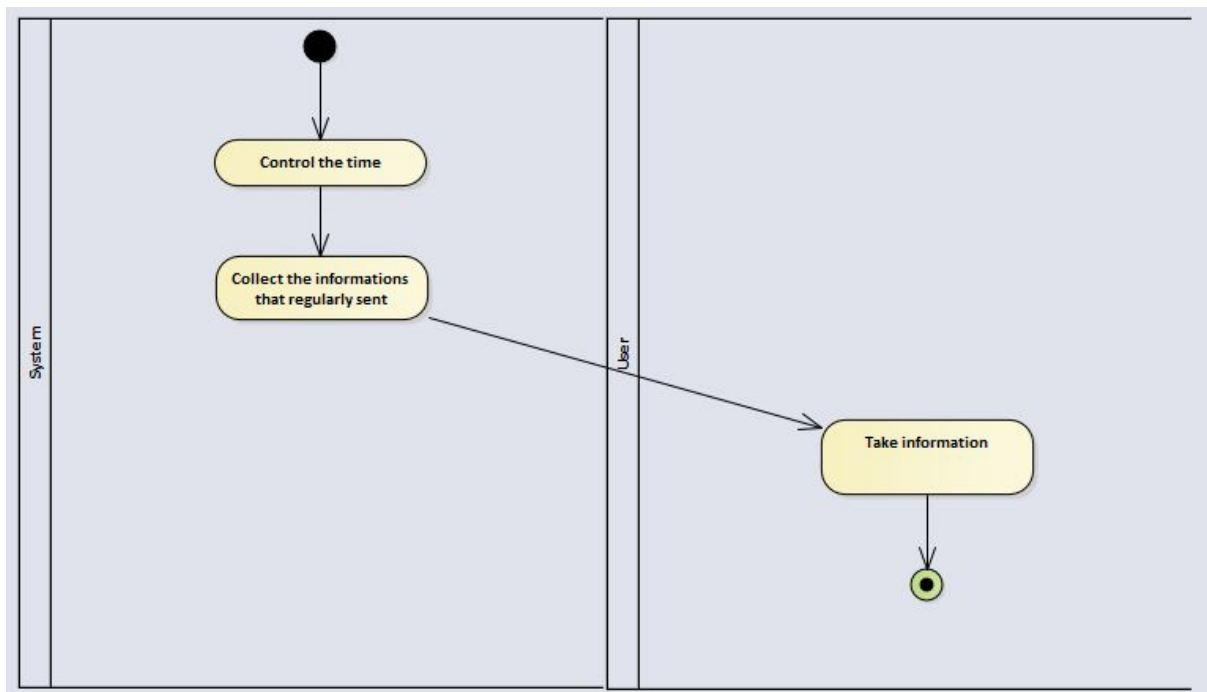 Control the time
Collect the informations
that regularly sent
System
User
Take information